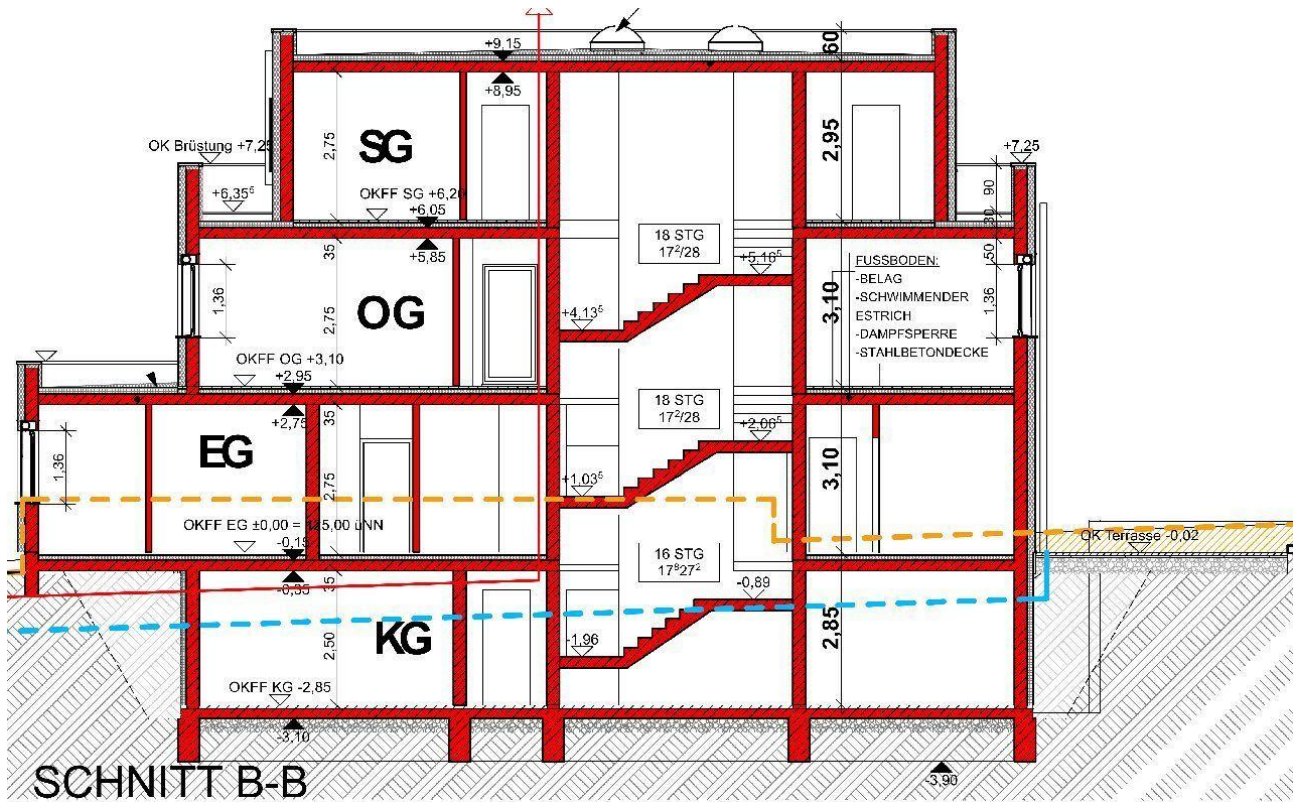 +9,15
60
+8,95
2,75
SG
2,95
OK Brüstung +7,25
+7,25
+6,35⁵
OKFF SG +6,20
+6,05
90
30
35
+5,85
18 STG
17²/28
+5,16⁵
50
FUSSBODEN:
-BELAG
-SCHWIMMENDER
ESTRICH
-DAMPFSPERRE
-STAHLBETONDECKE
1,36
2,75
OG
+4,13⁵
3,10
1,36
OKFF OG +3,10
+2,95
+2,75
35
18 STG
17²/28
+2,06⁵
1,36
EG
2,75
+1,03⁵
3,10
OKFF EG ±0,00 = 125,00 üNN
-0,15
OK Terrasse -0,02
-0,35
35
16 STG
17⁸27²
-0,89
2,50
KG
-1,96
2,85
OKFF KG -2,85
-3,10
-3,90
SCHNITT B-B